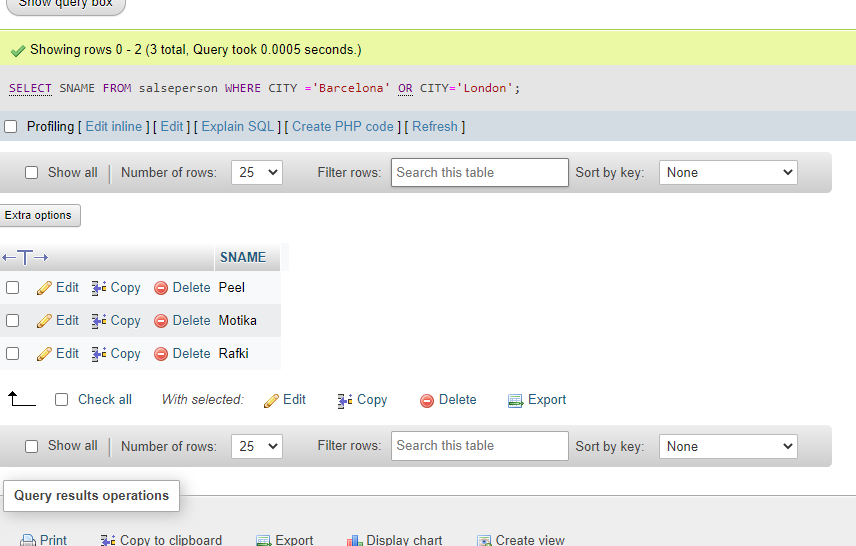 Show query box
Showing rows 0 - 2 (3 total, Query took 0.0005 seconds.)
SELECT SNAME FROM salseperson WHERE CITY ='Barcelona' OR CITY='London';
Profiling [ Edit inline ] [ Edit ] [ Explain SQL ] [ Create PHP code ] [ Refresh ]
Show all Number of rows: 25 Filter rows: Search this table Sort by key: None
Extra options
←T→ SNAME
Edit Copy Delete Peel
Edit Copy Delete Motika
Edit Copy Delete Rafki
Check all With selected: Edit Copy Delete Export
Show all Number of rows: 25 Filter rows: Search this table Sort by key: None
Query results operations
Print Copy to clipboard Export Display chart Create view